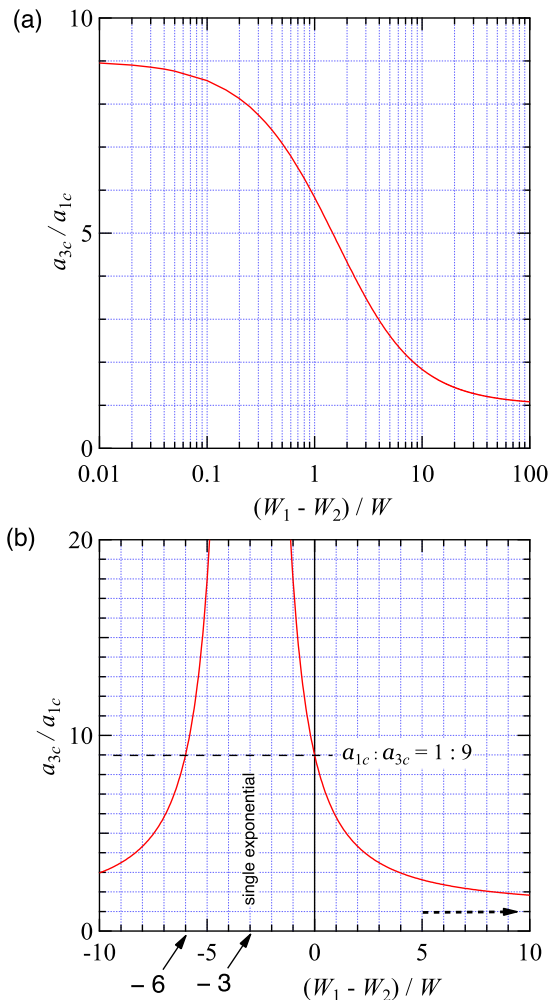 (a)
10
5
0
a3c / a1c
0.01 0.1 1 10 100
(W1 - W2) / W
(b)
20
10
0
a3c / a1c
a1c : a3c = 1 : 9
single exponential
-10 -5 0 5 10
– 6 – 3 (W1 - W2) / W